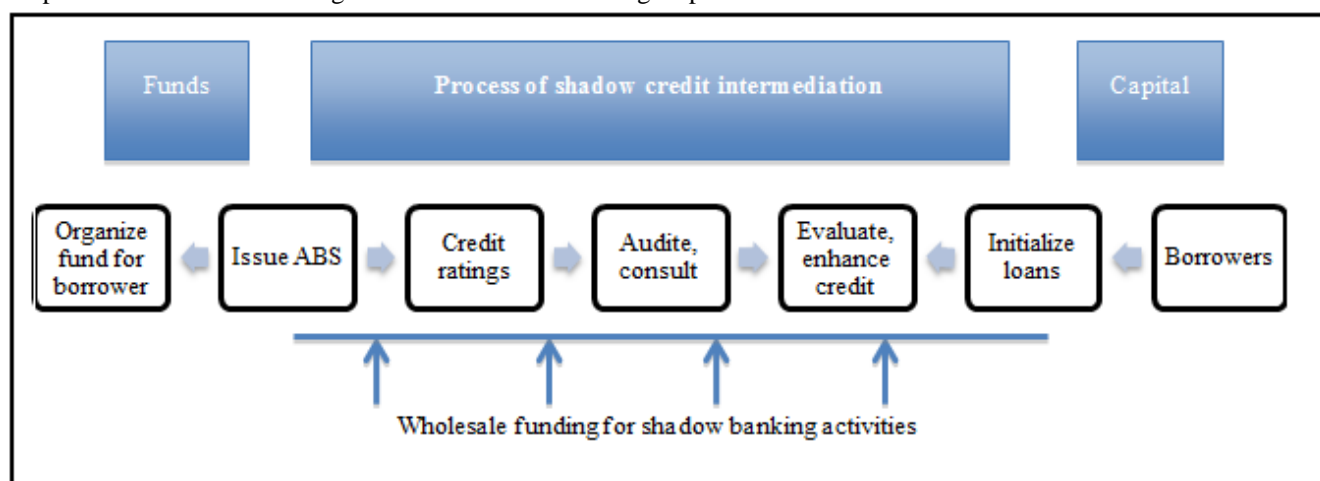 Funds
Process of shadow credit intermediation
Capital
Organize
fund for
borrower
Issue ABS
Credit
ratings
Audite,
consult
Evaluate,
enhance
credit
Initialize
loans
Borrowers
Wholesale funding for shadow banking activities